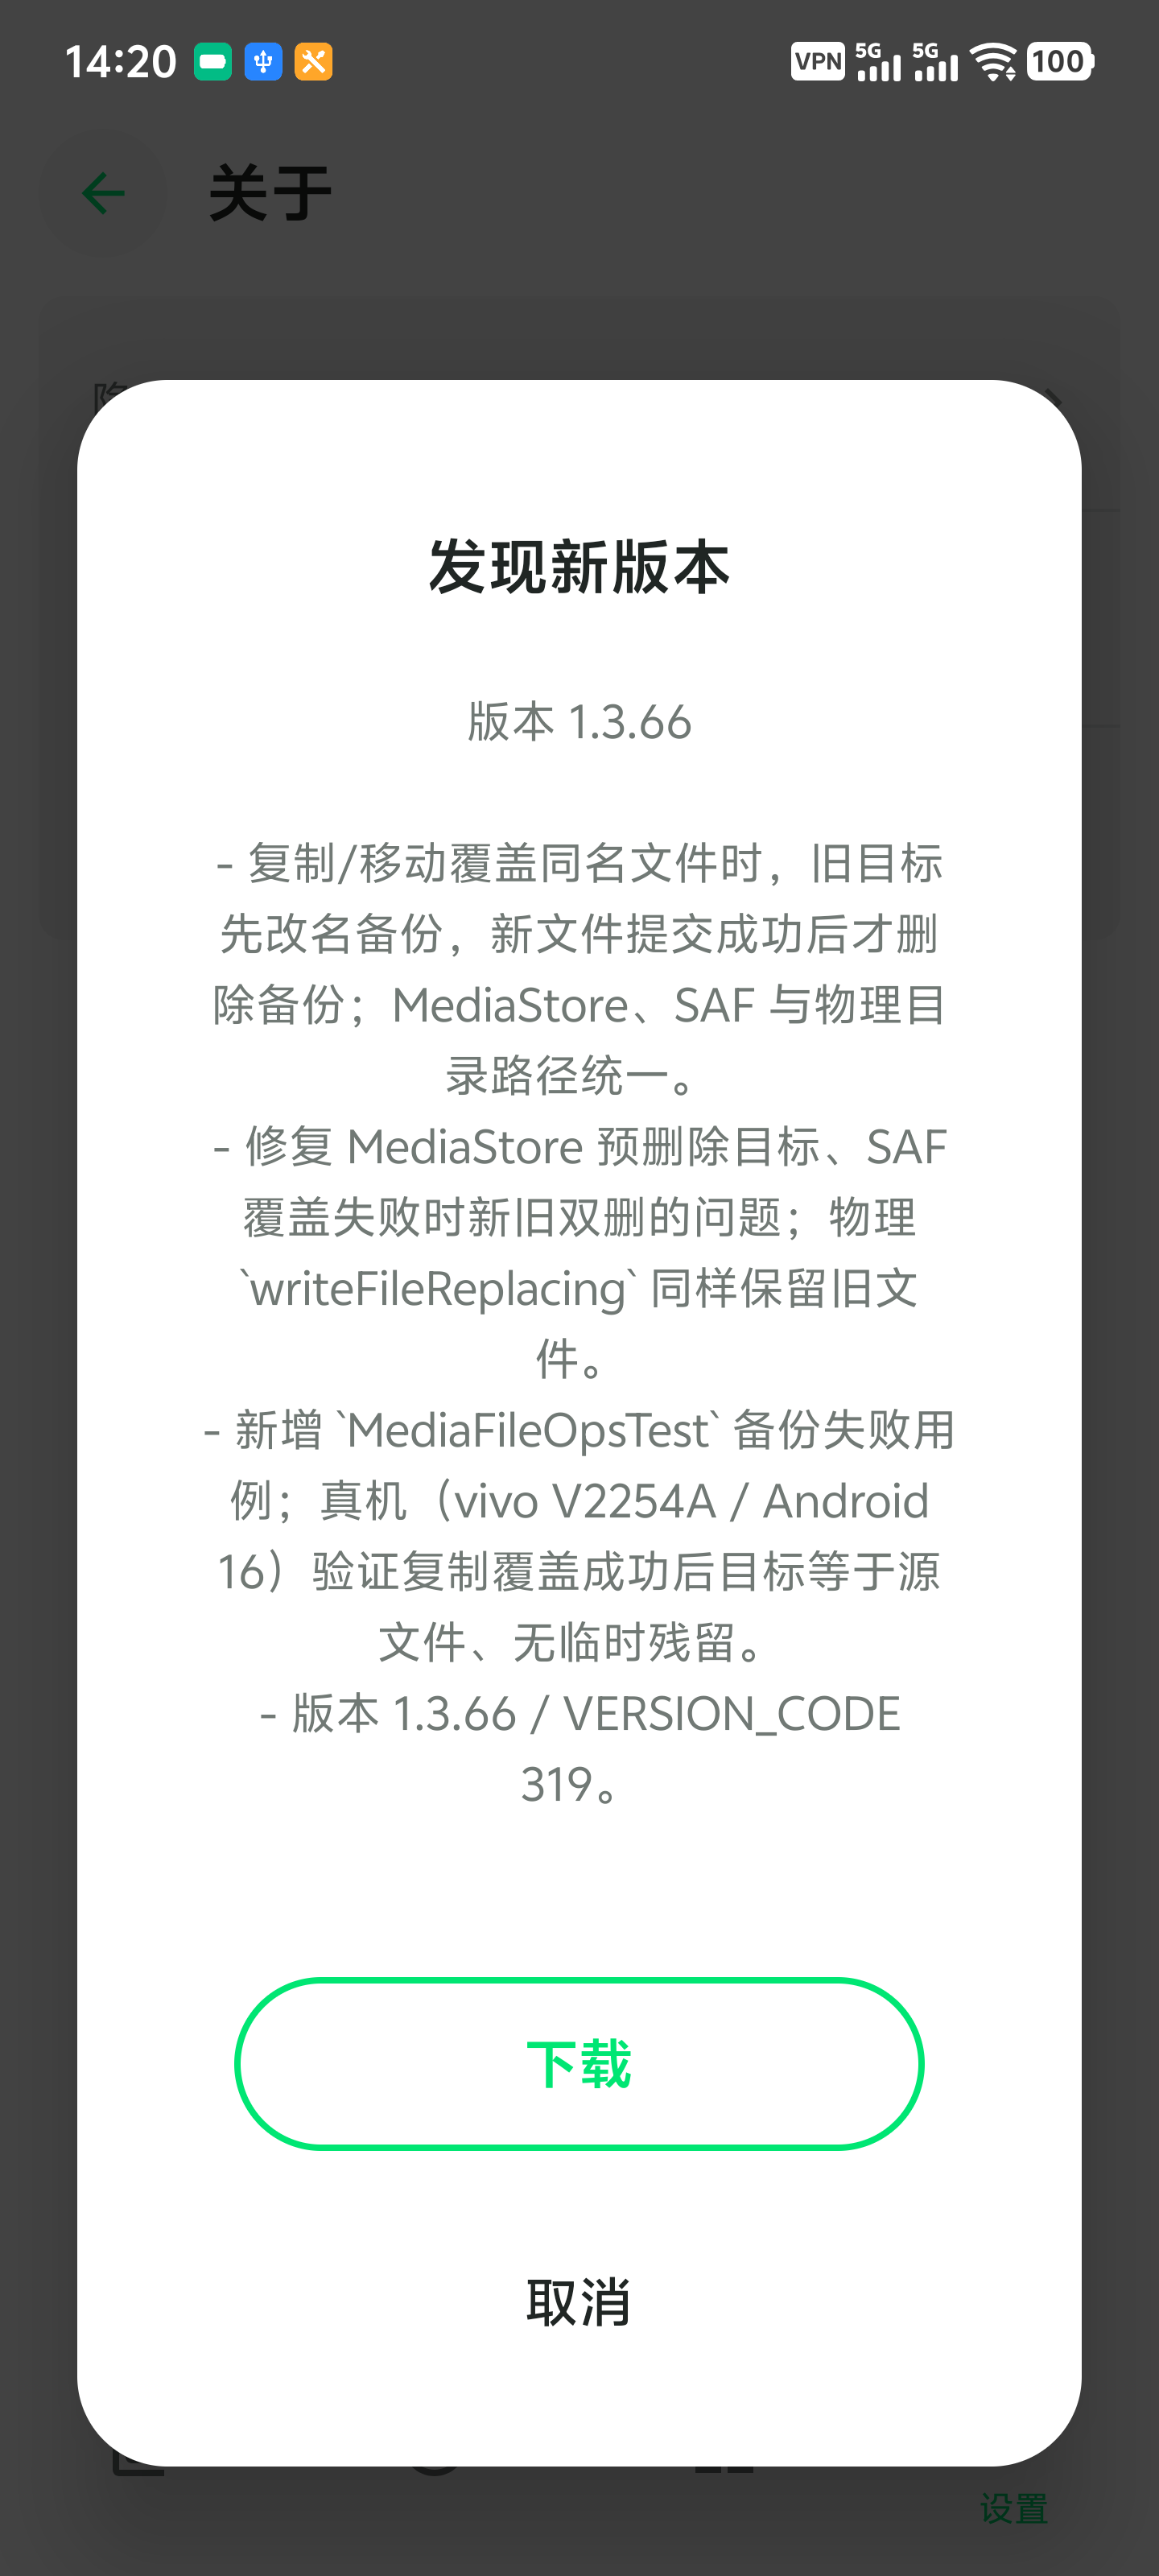 14:20
VPN 5G 5G 100
关于
发现新版本
版本 1.3.66
- 复制/移动覆盖同名文件时，旧目标
先改名备份，新文件提交成功后才删
除备份；MediaStore、SAF 与物理目
录路径统一。
- 修复 MediaStore 预删除目标、SAF
覆盖失败时新旧双删的问题；物理
`writeFileReplacing` 同样保留旧文
件。
- 新增 `MediaFileOpsTest` 备份失败用
例；真机（vivo V2254A / Android
16）验证复制覆盖成功后目标等于源
文件、无临时残留。
- 版本 1.3.66 / VERSION_CODE
319。
下载
取消
设置